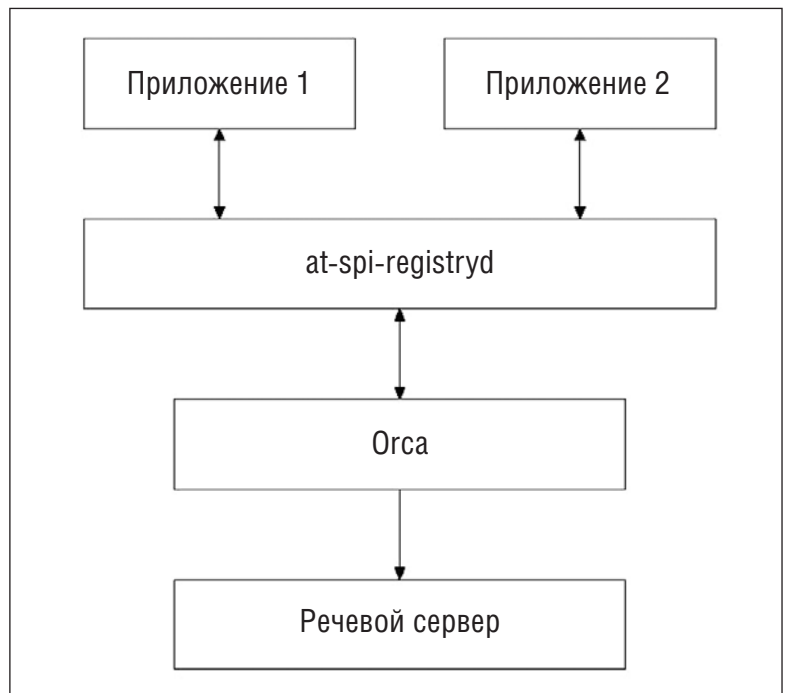 Приложение 1
Приложение 2
at-spi-registryd
Orca
Речевой сервер